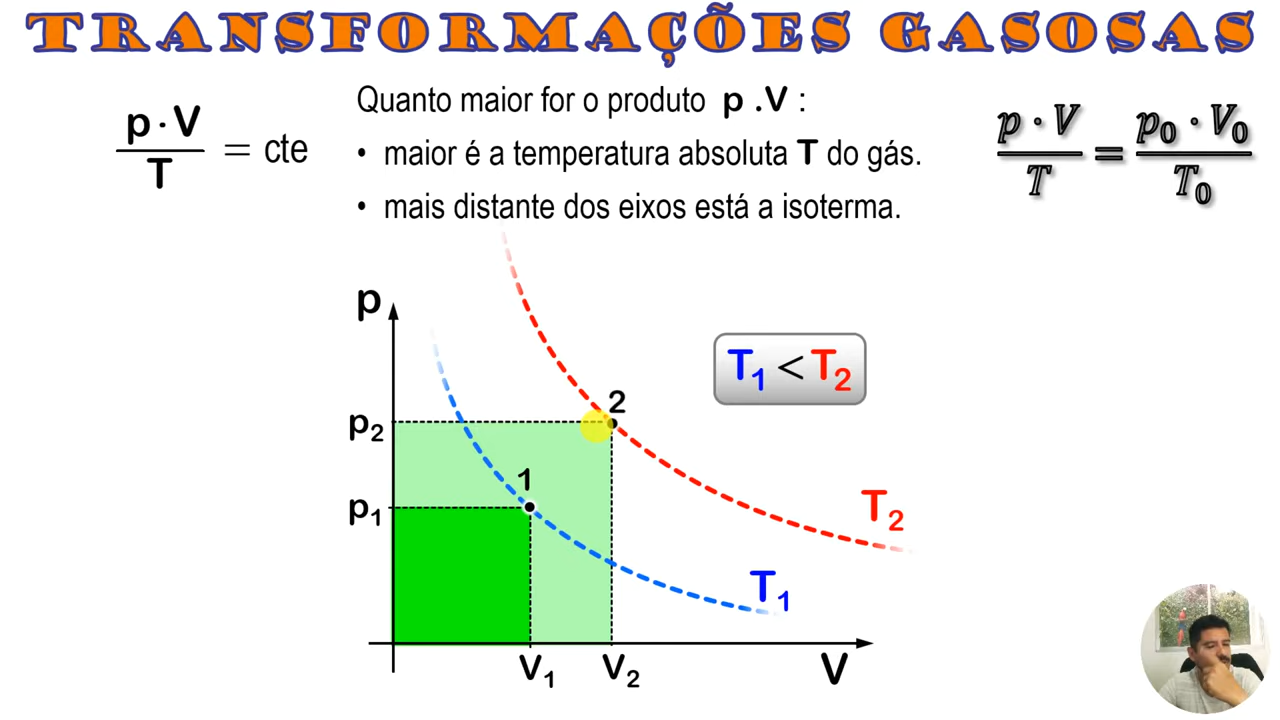 TRANSFORMAÇÕES GASOSAS
p · V
T
= cte
Quanto maior for o produto p .V :
• maior é a temperatura absoluta T do gás.
• mais distante dos eixos está a isoterma.
p · V
T
=
p₀ · V₀
T₀
p
T₁ < T₂
2
p₂
1
p₁
T₂
T₁
V₁
V₂
V